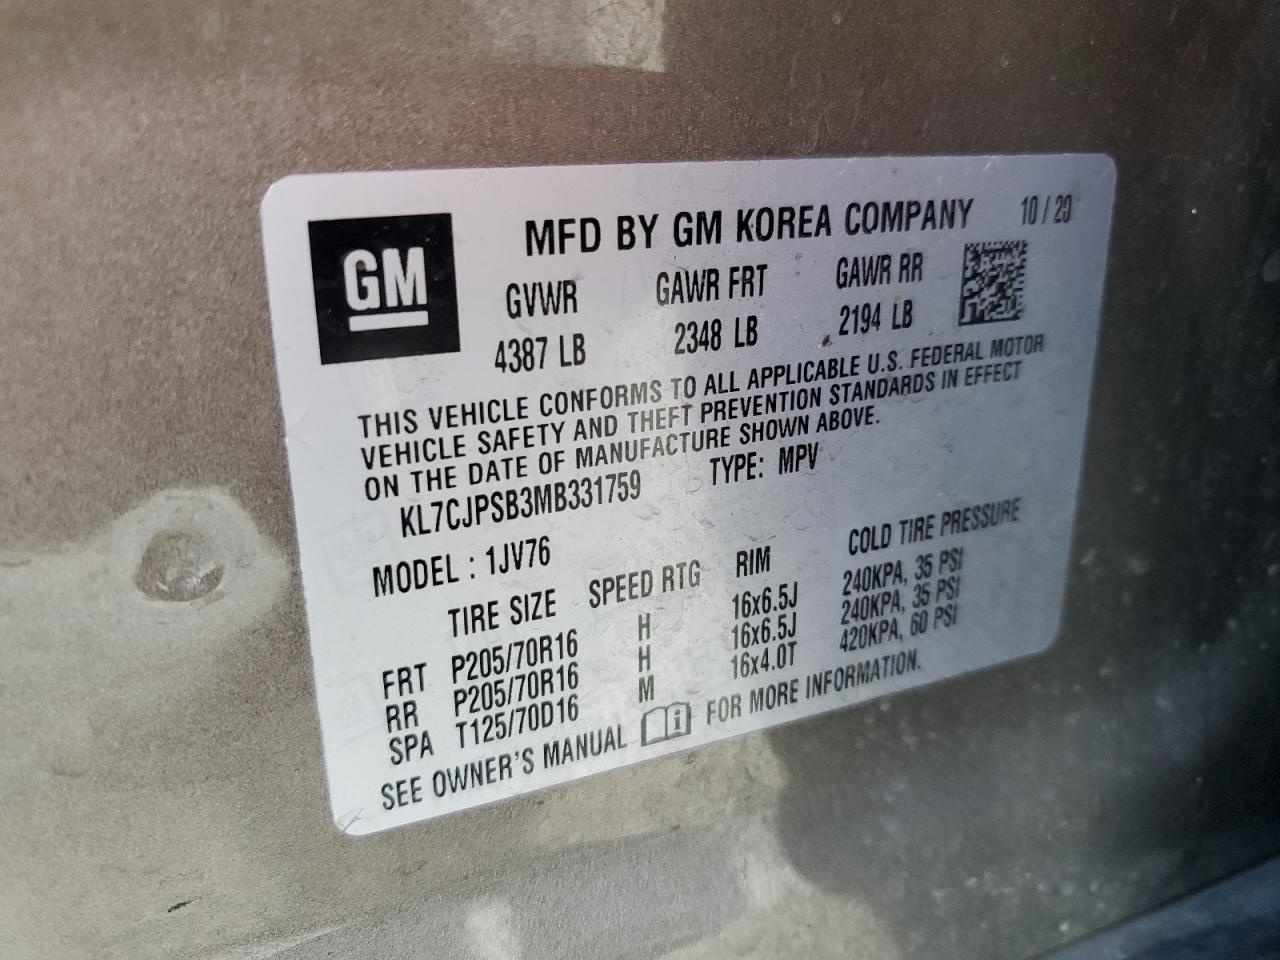 GM
MFD BY GM KOREA COMPANY 10/20
GVWR GAWR FRT GAWR RR
4387 LB 2348 LB 2194 LB
THIS VEHICLE CONFORMS TO ALL APPLICABLE U.S. FEDERAL MOTOR
VEHICLE SAFETY AND THEFT PREVENTION STANDARDS IN EFFECT
ON THE DATE OF MANUFACTURE SHOWN ABOVE.
KL7CJPSB3MB331759 TYPE: MPV
MODEL : 1JV76
TIRE SIZE SPEED RTG RIM COLD TIRE PRESSURE
FRT P205/70R16 H 16x6.5J 240KPA, 35 PSI
RR P205/70R16 H 16x6.5J 240KPA, 35 PSI
SPA T125/70D16 M 16x4.0T 420KPA, 60 PSI
SEE OWNER'S MANUAL i FOR MORE INFORMATION.